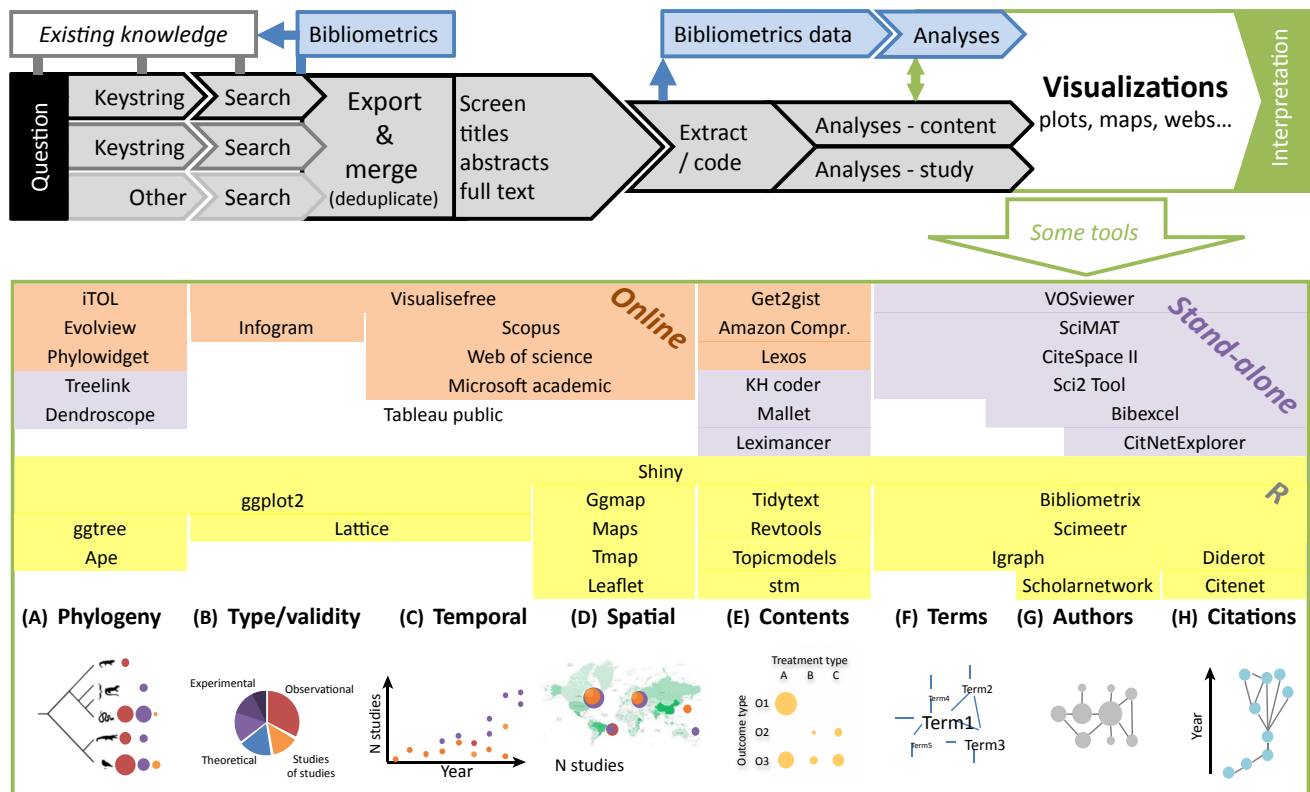 Existing knowledge
Bibliometrics
Bibliometrics data
Analyses
Question
Keystring
Search
Keystring
Search
Other
Search
Export
&
merge
(deduplicate)
Screen
titles
abstracts
full text
Extract
/ code
Analyses - content
Analyses - study
Visualizations
plots, maps, webs...
Interpretation
Some tools
iTOL
Visualisefree
Online
Get2gist
VOSviewer
Stand-alone
Evolview
Infogram
Scopus
Amazon Compr.
SciMAT
Phylowidget
Web of science
Lexos
CiteSpace II
Treelink
Microsoft academic
KH coder
Sci2 Tool
Dendroscope
Tableau public
Mallet
Bibexcel
Leximancer
CitNetExplorer
Shiny
R
ggplot2
Ggmap
Tidytext
Bibliometrix
ggtree
Lattice
Maps
Revtools
Scimeetr
Ape
Tmap
Topicmodels
Igraph
Diderot
Leaflet
stm
Scholarnetwork
Citenet
(A) Phylogeny
(B) Type/validity
(C) Temporal
(D) Spatial
(E) Contents
(F) Terms
(G) Authors
(H) Citations
Experimental
Observational
Theoretical
Studies
of studies
N studies
Year
N studies
Treatment type
A B C
Outcome type
O1
O2
O3
Term4
Term2
Term1
Term5
Term3
Year